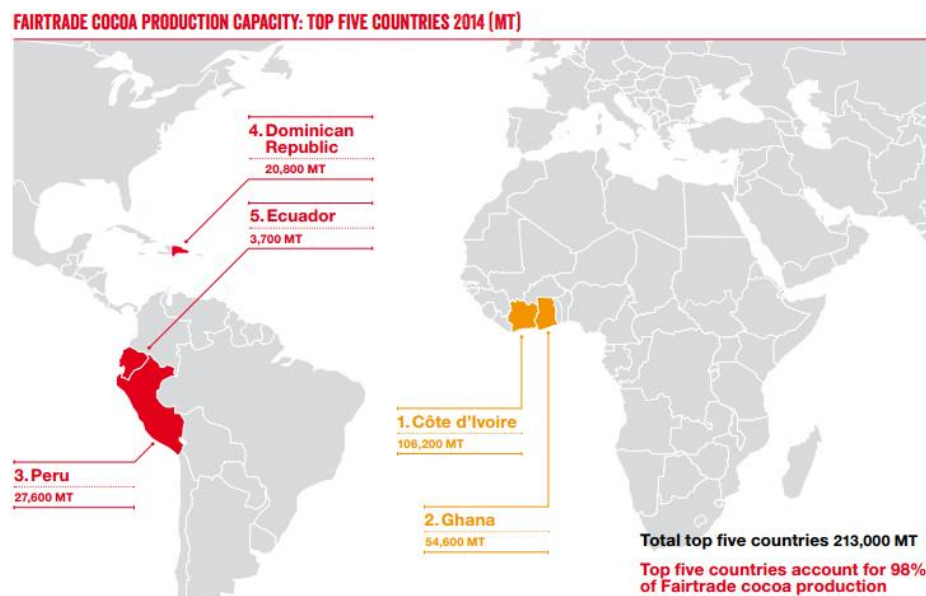 FAIRTRADE COCOA PRODUCTION CAPACITY: TOP FIVE COUNTRIES 2014 (MT)
4. Dominican
Republic
20,800 MT
5. Ecuador
3,700 MT
1. Côte d'Ivoire
106,200 MT
3. Peru
27,600 MT
2. Ghana
54,600 MT
Total top five countries 213,000 MT
Top five countries account for 98%
of Fairtrade cocoa production